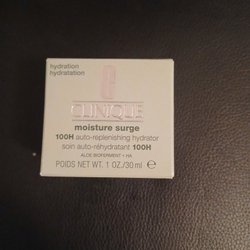 hydration
hydratation
CLINIQUE
moisture surge
100H auto-replenishing hydrator
soin auto-réhydratant 100H
ALOE BIOFERMENT + HA
POIDS NET WT. 1 OZ./30 ml ℮